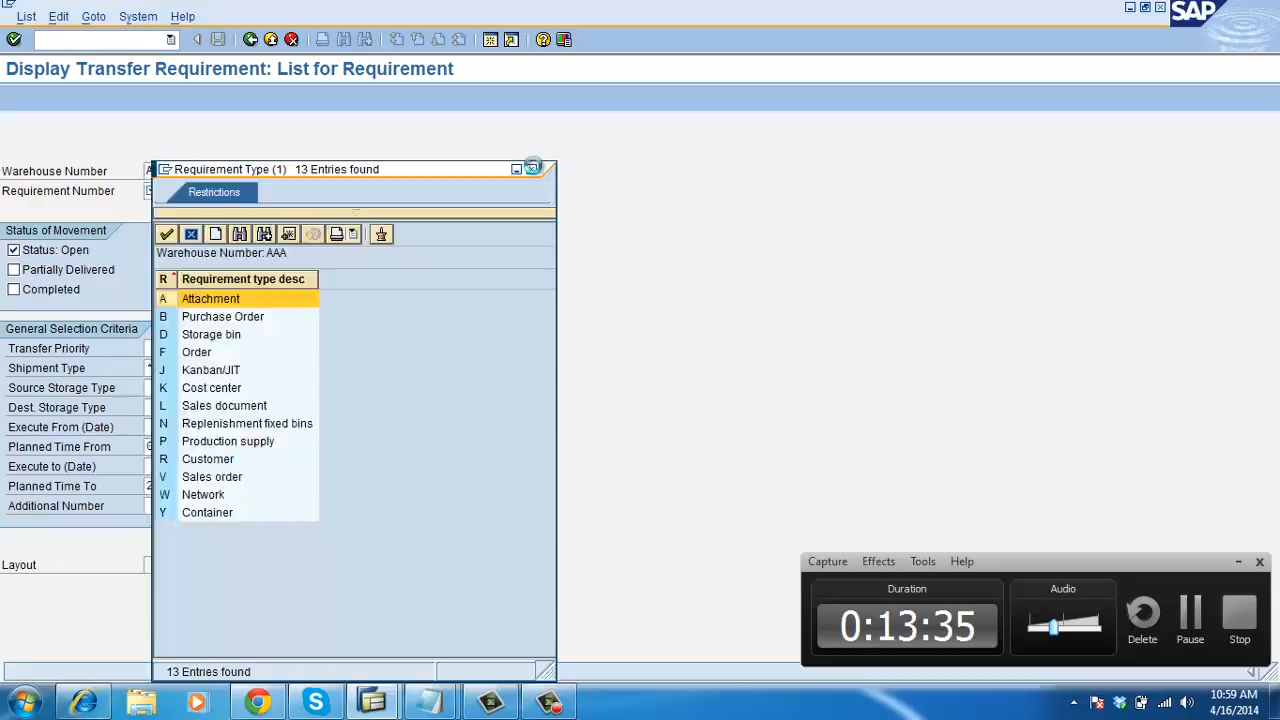 List Edit Goto System Help
SAP
Display Transfer Requirement: List for Requirement
Warehouse Number
Requirement Number
Status of Movement
Status: Open
Partially Delivered
Completed
General Selection Criteria
Transfer Priority
Shipment Type
Source Storage Type
Dest. Storage Type
Execute From (Date)
Planned Time From
Execute to (Date)
Planned Time To
Additional Number
Layout
Requirement Type (1) 13 Entries found
Restrictions
Warehouse Number: AAA
R Requirement type desc
A Attachment
B Purchase Order
D Storage bin
F Order
J Kanban/JIT
K Cost center
L Sales document
N Replenishment fixed bins
P Production supply
R Customer
V Sales order
W Network
Y Container
13 Entries found
Capture Effects Tools Help
Duration
0:13:35
Audio
Delete
Pause
Stop
10:59 AM
4/16/2014